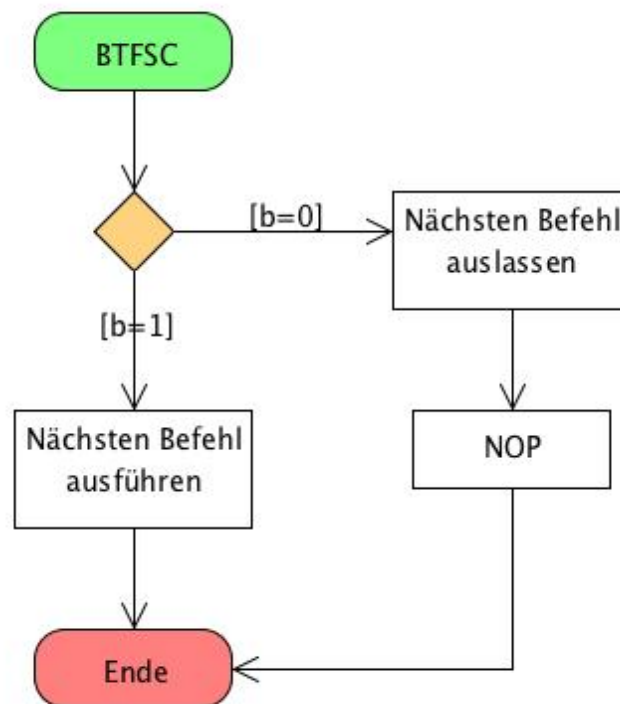 BTFSC
[b=0]
Nächsten Befehl
auslassen
[b=1]
Nächsten Befehl
ausführen
NOP
Ende